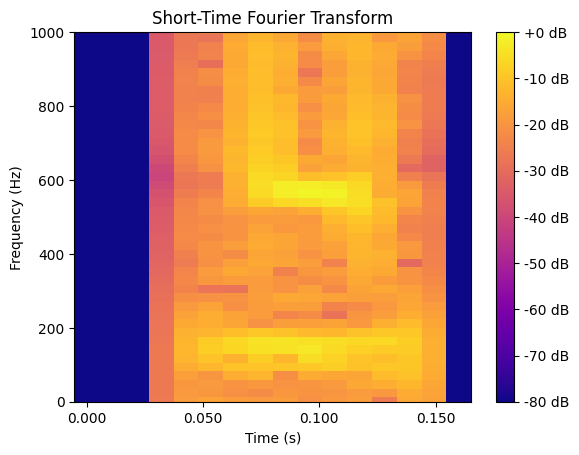 Short-Time Fourier Transform
1000
800
600
400
200
0
Frequency (Hz)
0.000
0.050
0.100
0.150
Time (s)
+0 dB
-10 dB
-20 dB
-30 dB
-40 dB
-50 dB
-60 dB
-70 dB
-80 dB